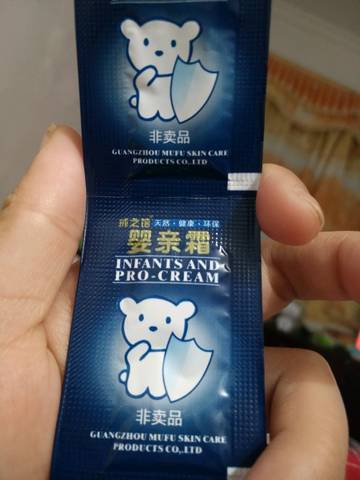 非卖品
GUANGZHOU MUFU SKIN CARE
PRODUCTS CO.,LTD
天然·健康·环保
婴亲霜
INFANTS AND
PRO-CREAM
非卖品
GUANGZHOU MUFU SKIN CARE
PRODUCTS CO.,LTD